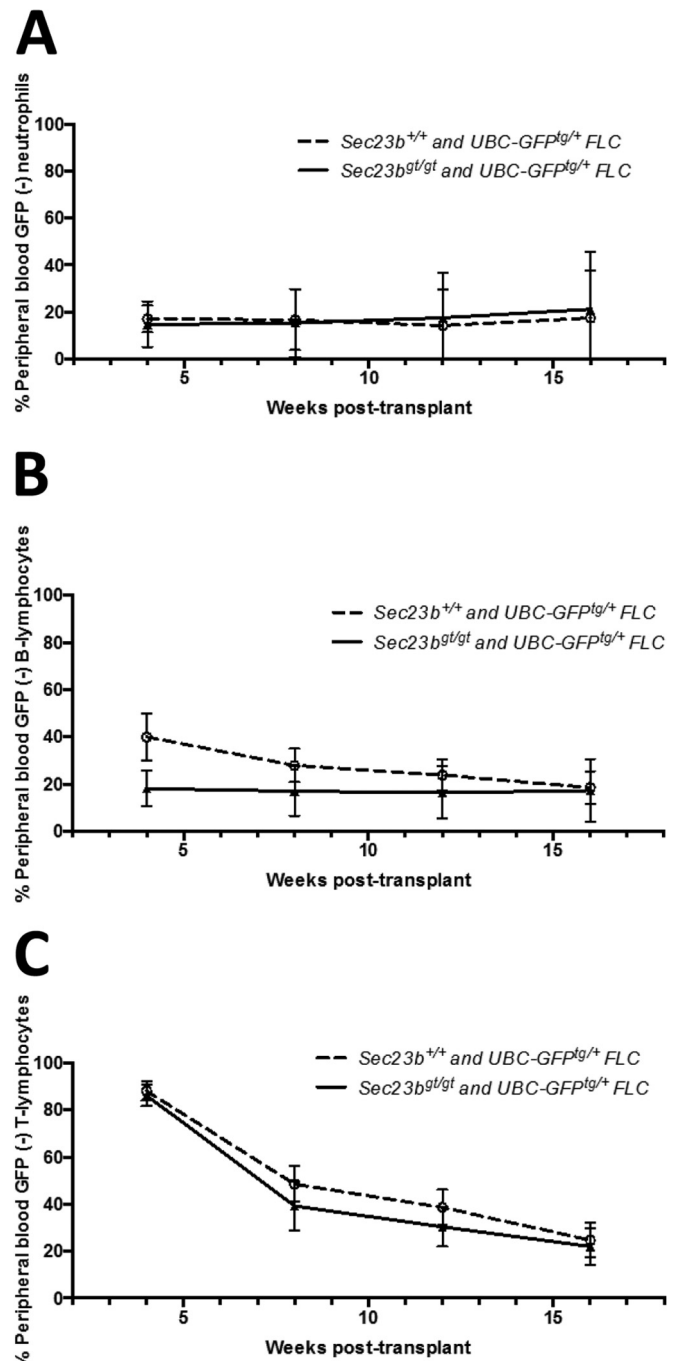 A
% Peripheral blood GFP (-) neutrophils
100
80
60
40
20
0
Sec23b+/+ and UBC-GFPtg/+ FLC
Sec23bgt/gt and UBC-GFPtg/+ FLC
5
10
15
Weeks post-transplant
B
% Peripheral blood GFP (-) B-lymphocytes
100
80
60
40
20
0
Sec23b+/+ and UBC-GFPtg/+ FLC
Sec23bgt/gt and UBC-GFPtg/+ FLC
5
10
15
Weeks post-transplant
C
% Peripheral blood GFP (-) T-lymphocytes
100
80
60
40
20
0
Sec23b+/+ and UBC-GFPtg/+ FLC
Sec23bgt/gt and UBC-GFPtg/+ FLC
5
10
15
Weeks post-transplant